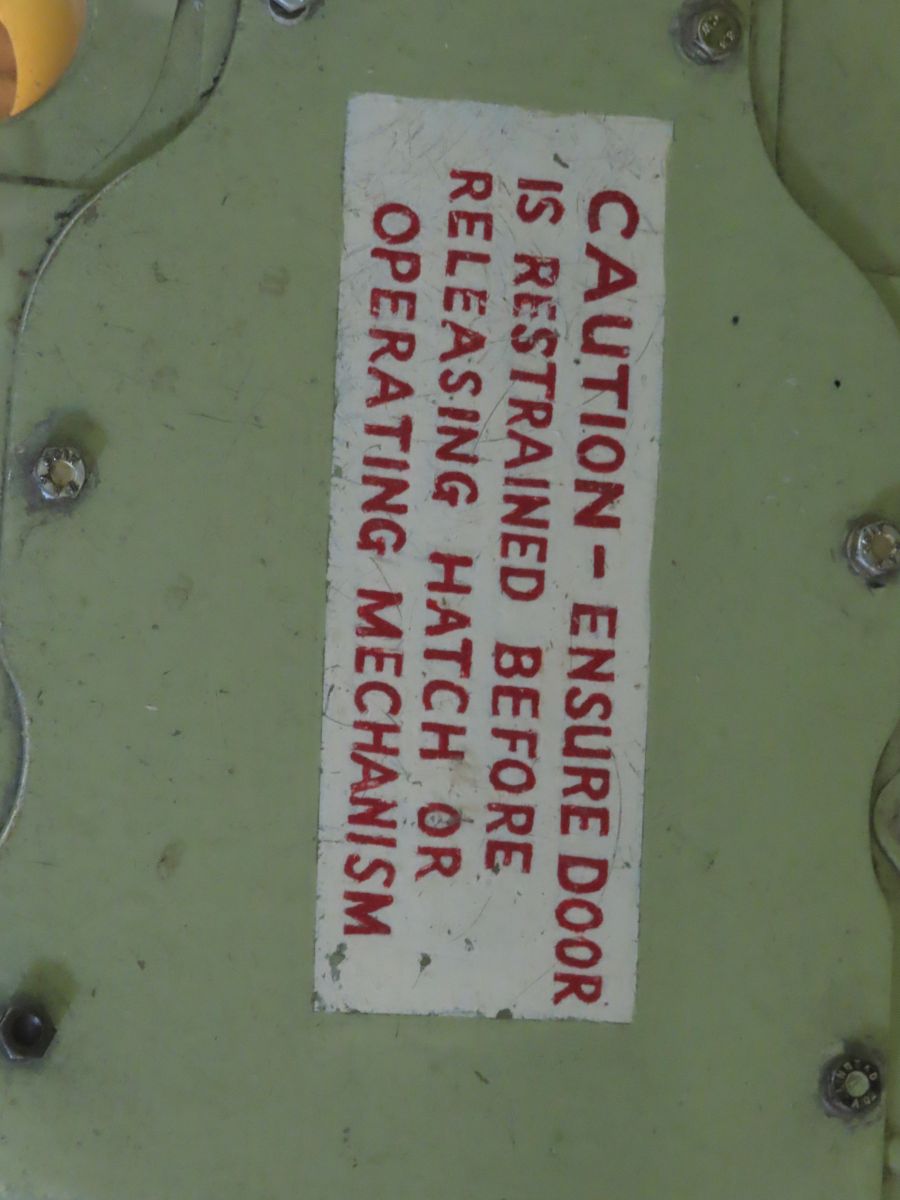 CAUTION - ENSURE DOOR
IS RESTRAINED BEFORE
RELEASING HATCH OR
OPERATING MECHANISM